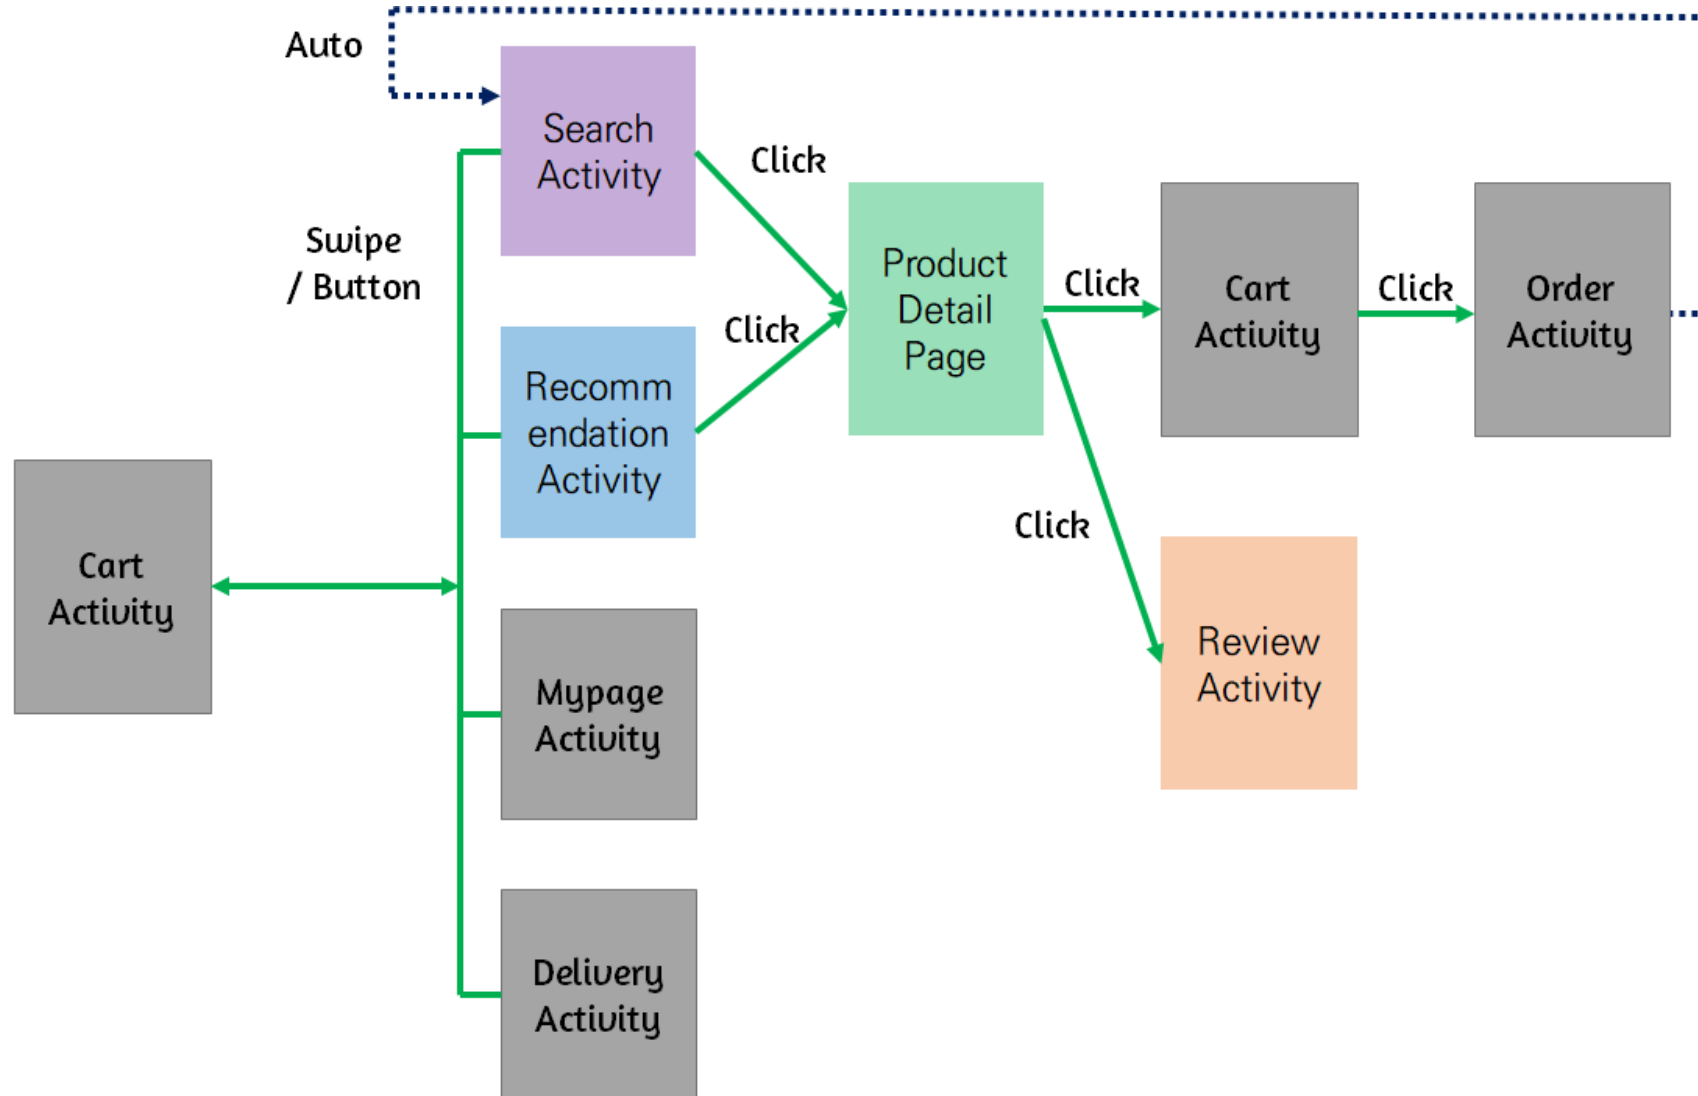 Auto
Search
Activity
Click
Swipe
/ Button
Product
Detail
Page
Click
Cart
Activity
Click
Order
Activity
Click
Recomm
endation
Activity
Click
Cart
Activity
Review
Activity
Mypage
Activity
Delivery
Activity